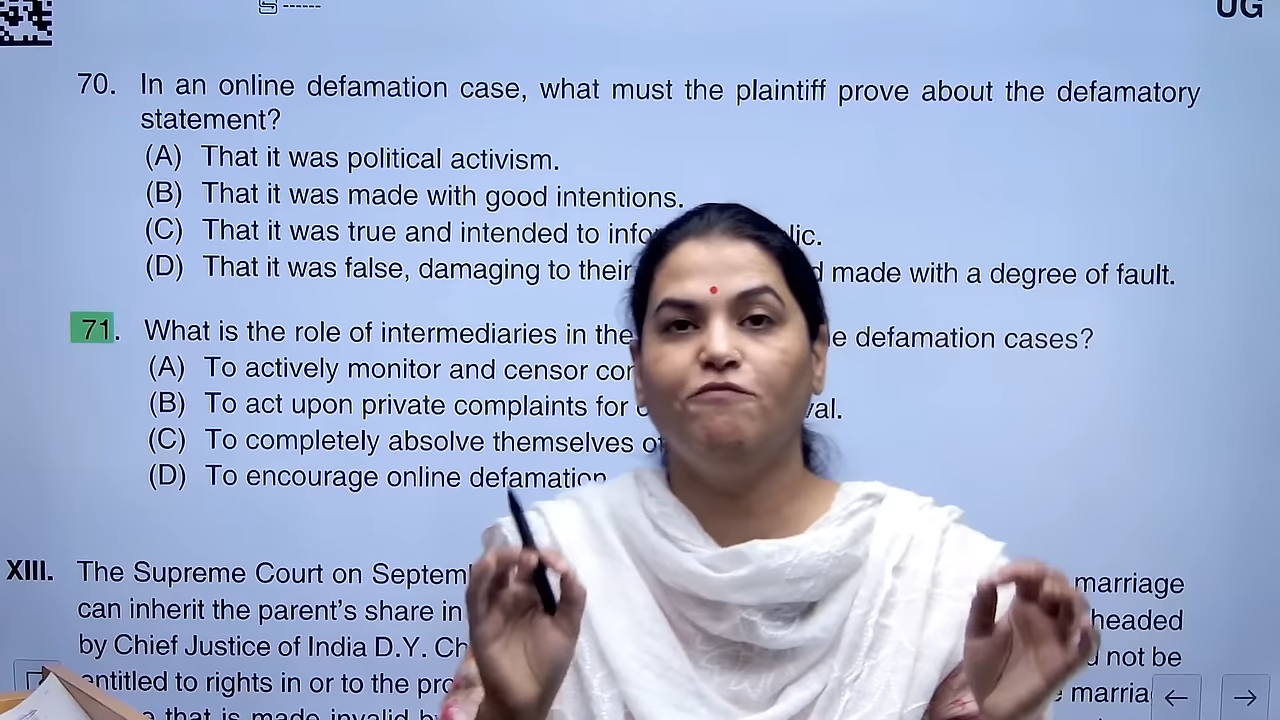 ------
UG
70. In an online defamation case, what must the plaintiff prove about the defamatory
statement?
(A) That it was political activism.
(B) That it was made with good intentions.
(C) That it was true and intended to
(D) That it was false, damaging to their made with a degree of fault.
71. What is the role of intermediaries in the defamation cases?
(A) To actively monitor and censor
(B) To act upon private complaints for
(C) To completely absolve themselves
(D) To encourage online defamation
XIII. The Supreme Court on marriage
can inherit the parent's share in headed
by Chief Justice of India D.Y. not be
entitled to rights in or to the
that is made invalid